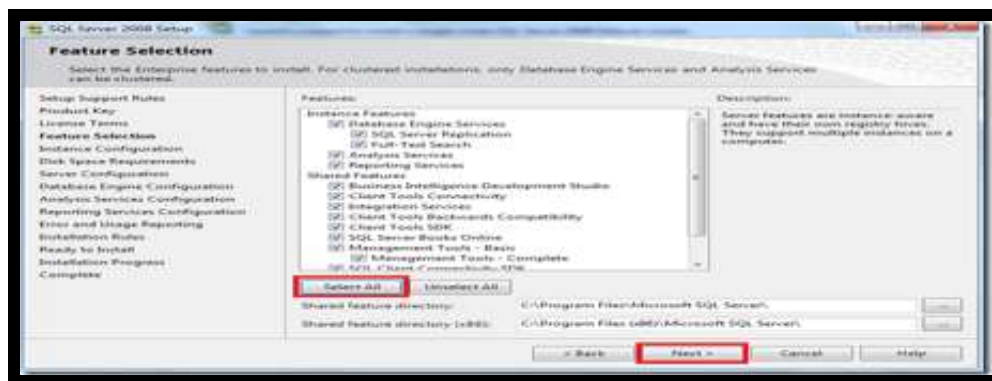 SQL Server 2008 Setup
Feature Selection
Select the Enterprise features to install. For clustered installations, only Database Engine Services and Analysis Services
can be clustered.
Setup Support Rules
Product Key
License Terms
Feature Selection
Instance Configuration
Disk Space Requirements
Server Configuration
Database Engine Configuration
Analysis Services Configuration
Reporting Services Configuration
Error and Usage Reporting
Installation Rules
Ready to Install
Installation Progress
Complete
Features:
Instance Features
Database Engine Services
SQL Server Replication
Full-Text Search
Analysis Services
Reporting Services
Shared Features
Business Intelligence Development Studio
Client Tools Connectivity
Integration Services
Client Tools Backwards Compatibility
Client Tools SDK
SQL Server Books Online
Management Tools - Basic
Management Tools - Complete
SQL Client Connectivity SDK
Description:
Server Features are instance-aware
and have their own registry hives.
They support multiple instances on a
computer.
Select All
Unselect All
Shared feature directory:
C:\Program Files\Microsoft SQL Server\
...
Shared feature directory (x86):
C:\Program Files (x86)\Microsoft SQL Server\
...
< Back
Next >
Cancel
Help